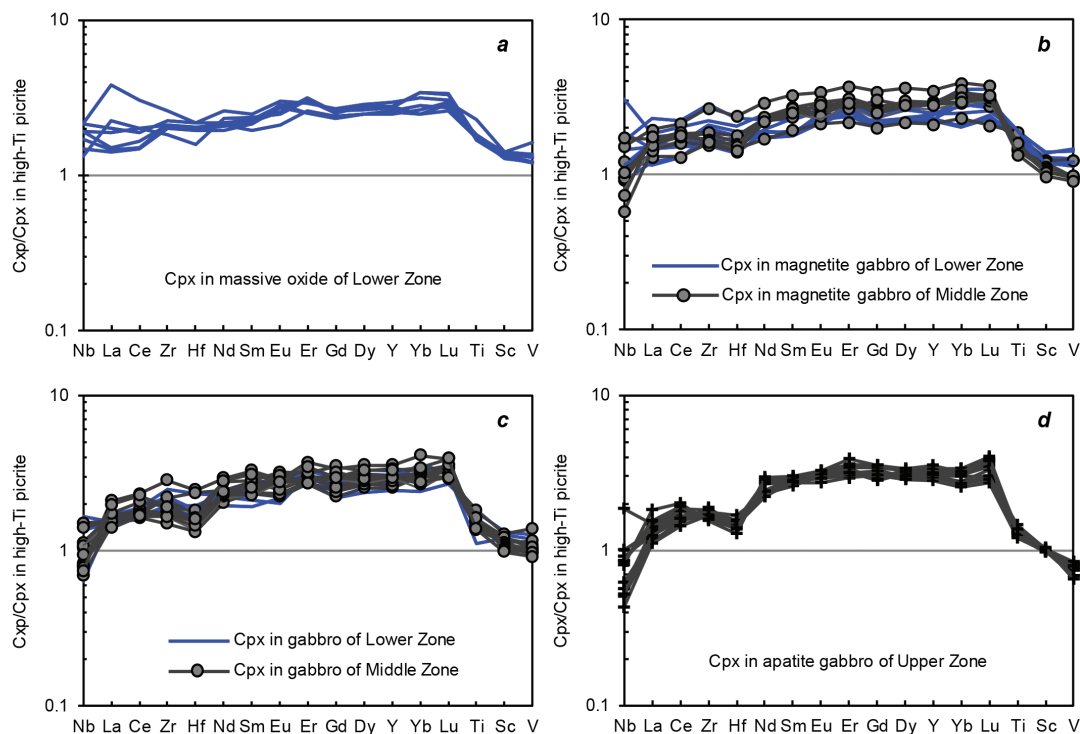 10
a
Cxp/Cpx in high-Ti picrite
1
Cpx in massive oxide of Lower Zone
0.1
Nb La Ce Zr Hf Nd Sm Eu Er Gd Dy Y Yb Lu Ti Sc V
10
b
Cxp/Cpx in high-Ti picrite
1
Cpx in magnetite gabbro of Lower Zone
Cpx in magnetite gabbro of Middle Zone
0.1
Nb La Ce Zr Hf Nd Sm Eu Er Gd Dy Y Yb Lu Ti Sc V
10
c
Cxp/Cpx in high-Ti picrite
1
Cpx in gabbro of Lower Zone
Cpx in gabbro of Middle Zone
0.1
Nb La Ce Zr Hf Nd Sm Eu Er Gd Dy Y Yb Lu Ti Sc V
10
d
Cpx/Cpx in high-Ti picrite
1
Cpx in apatite gabbro of Upper Zone
0.1
Nb La Ce Zr Hf Nd Sm Eu Er Gd Dy Y Yb Lu Ti Sc V